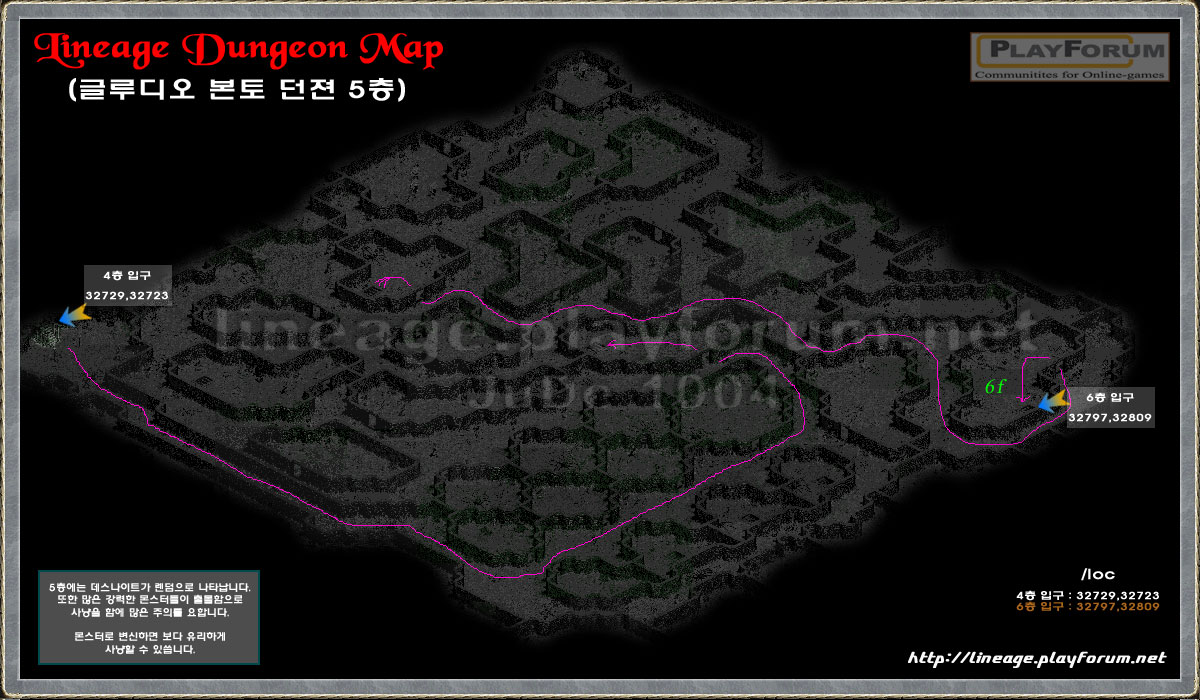 Lineage Dungeon Map
(글루디오 본토 던젼 5층)
PLAYFORUM
Communitites for Online-games
4층 입구
32729,32723
lineage.playforum.net
JuDe 1004
6f
6층 입구
32797,32809
5층에는 데스나이트가 랜덤으로 나타납니다.
또한 많은 강력한 몬스터들이 출몰함으로
사냥을 함에 많은 주의를 요합니다.
몬스터로 변신하면 보다 유리하게
사냥할 수 있씁니다.
/loc
4층 입구 : 32729,32723
6층 입구 : 32797,32809
http://lineage.playforum.net